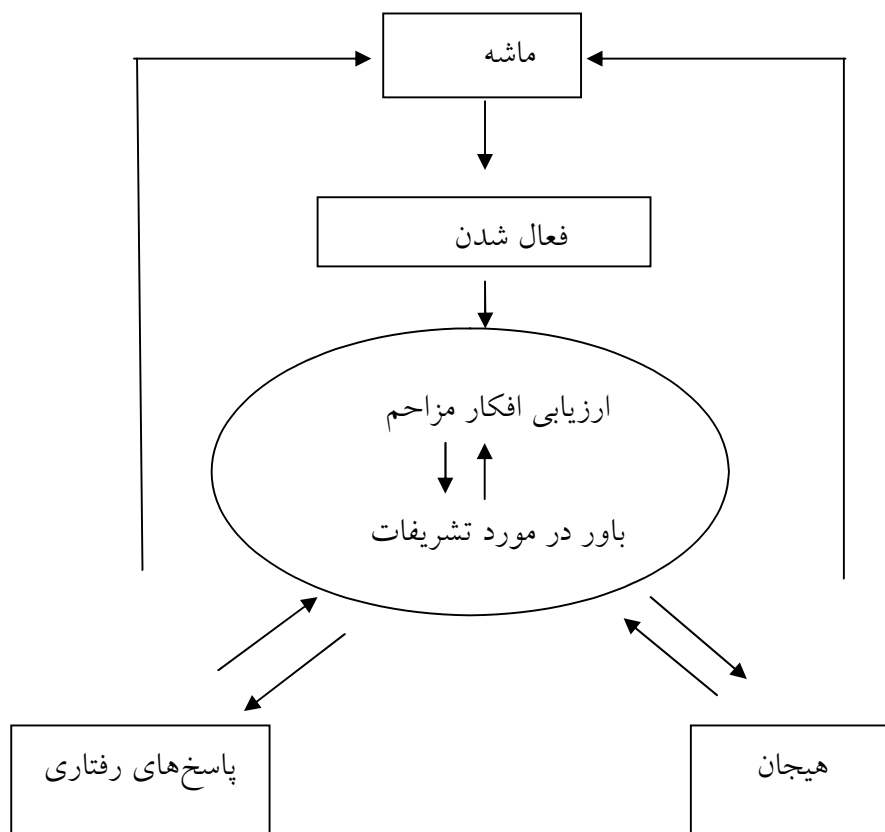 ماشه
فعال شدن
ارزیابی افکار مزاحم
باور در مورد تشریفات
هیجان
پاسخ‌های رفتاری